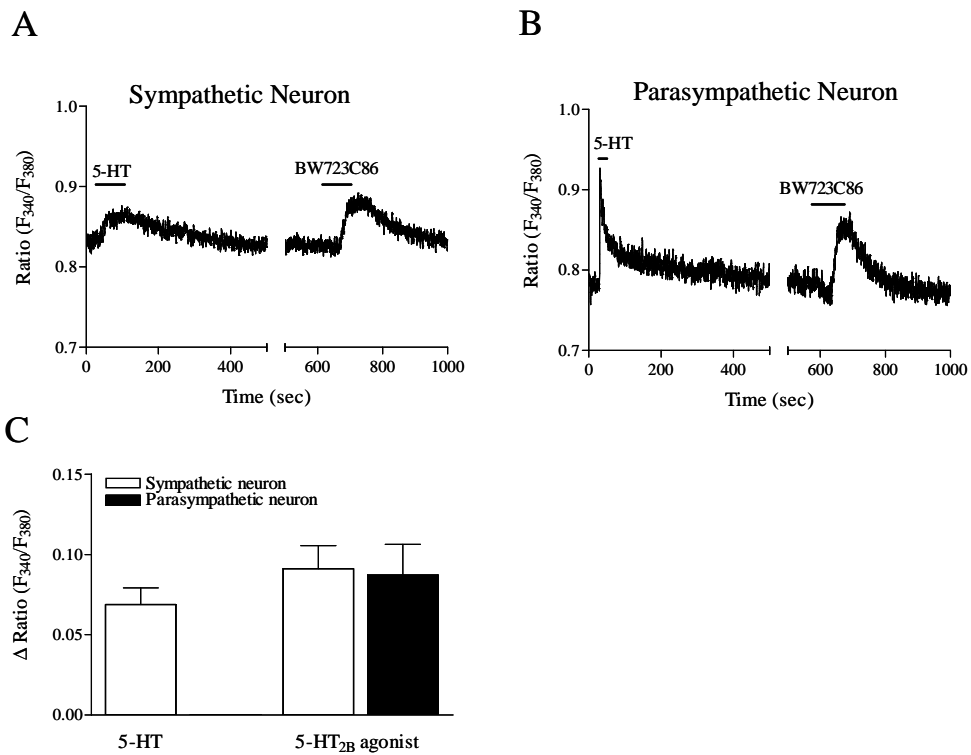 A
B
Sympathetic Neuron
Parasympathetic Neuron
1.0
0.9
0.8
0.7
Ratio (F340/F380)
5-HT
BW723C86
0
200
400
600
800
1000
Time (sec)
1.0
0.9
0.8
0.7
Ratio (F340/F380)
5-HT
BW723C86
0
200
400
600
800
1000
Time (sec)
C
0.15
0.10
0.05
0.00
Δ Ratio (F340/F380)
Sympathetic neuron
Parasympathetic neuron
5-HT
5-HT2B agonist